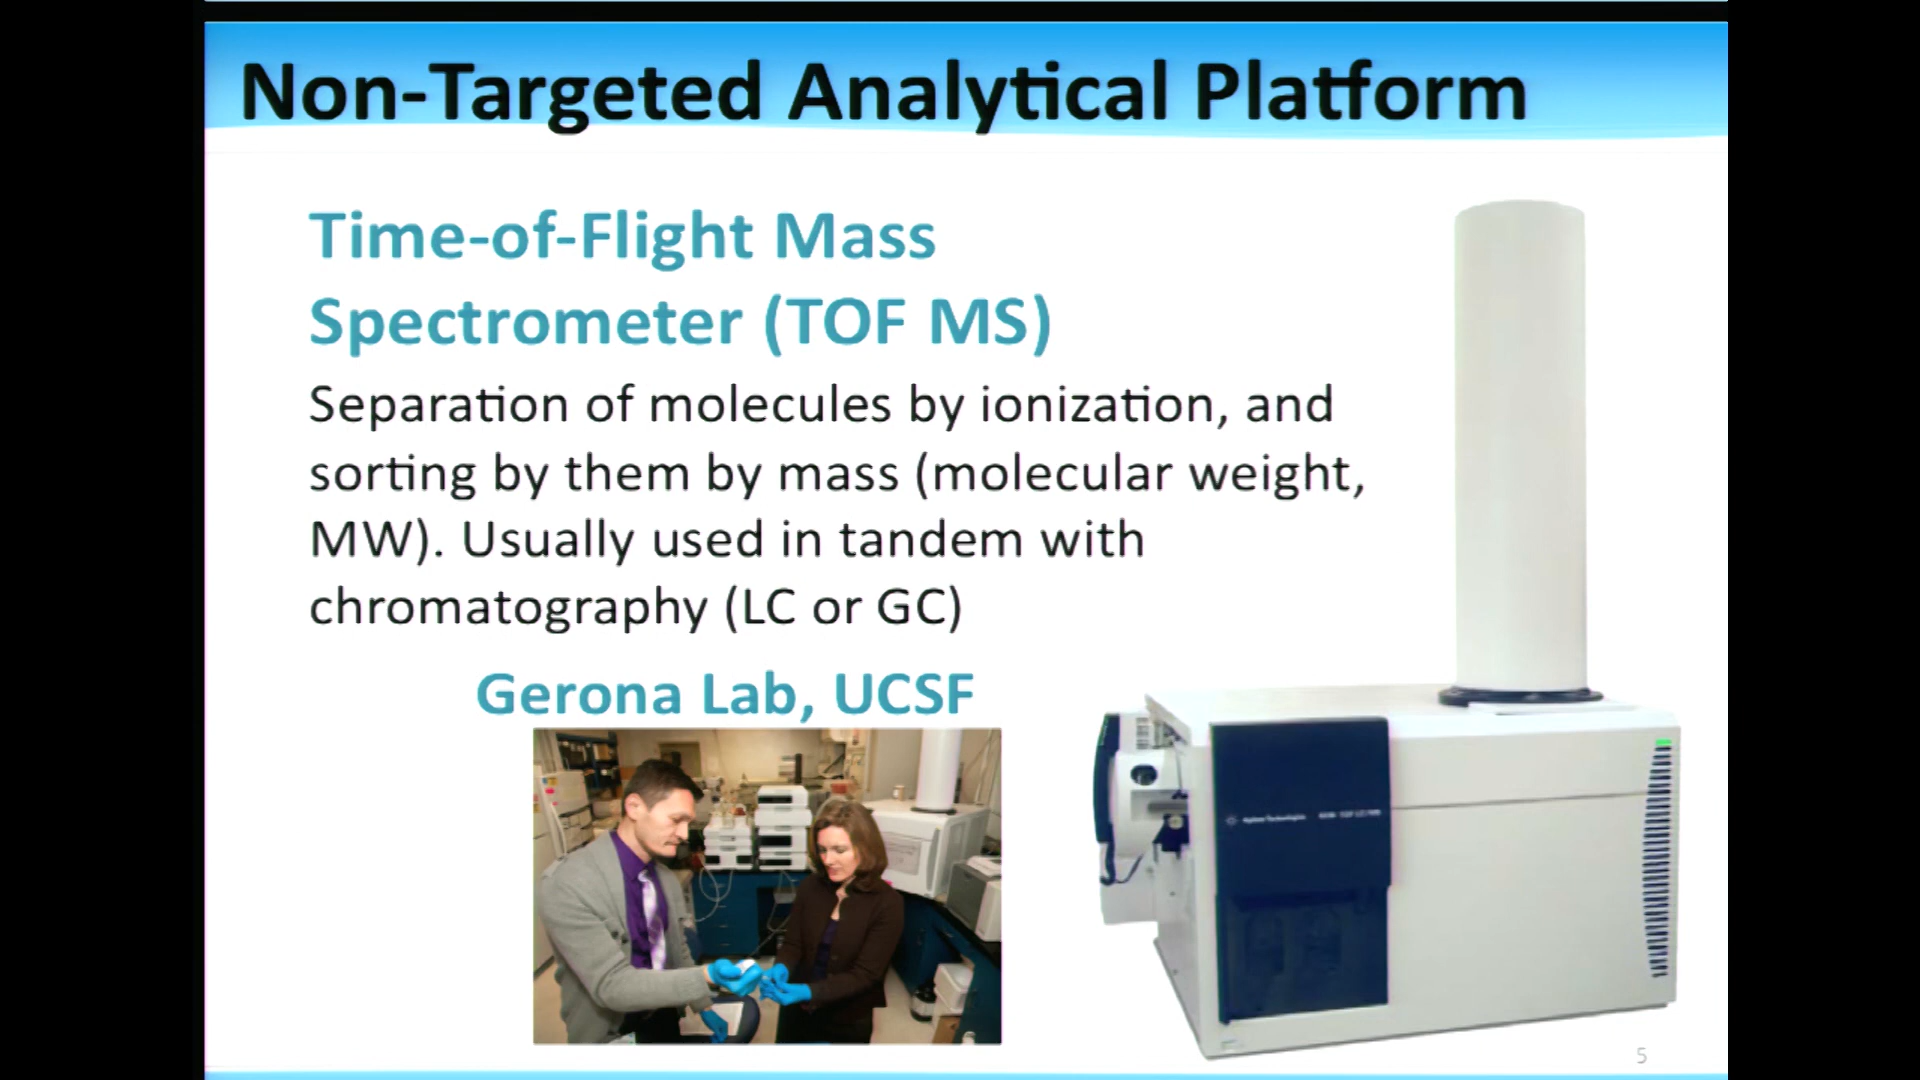 Non-Targeted Analytical Platform
Time-of-Flight Mass
Spectrometer (TOF MS)
Separation of molecules by ionization, and
sorting by them by mass (molecular weight,
MW). Usually used in tandem with
chromatography (LC or GC)
Gerona Lab, UCSF
Agilent Technologies
5